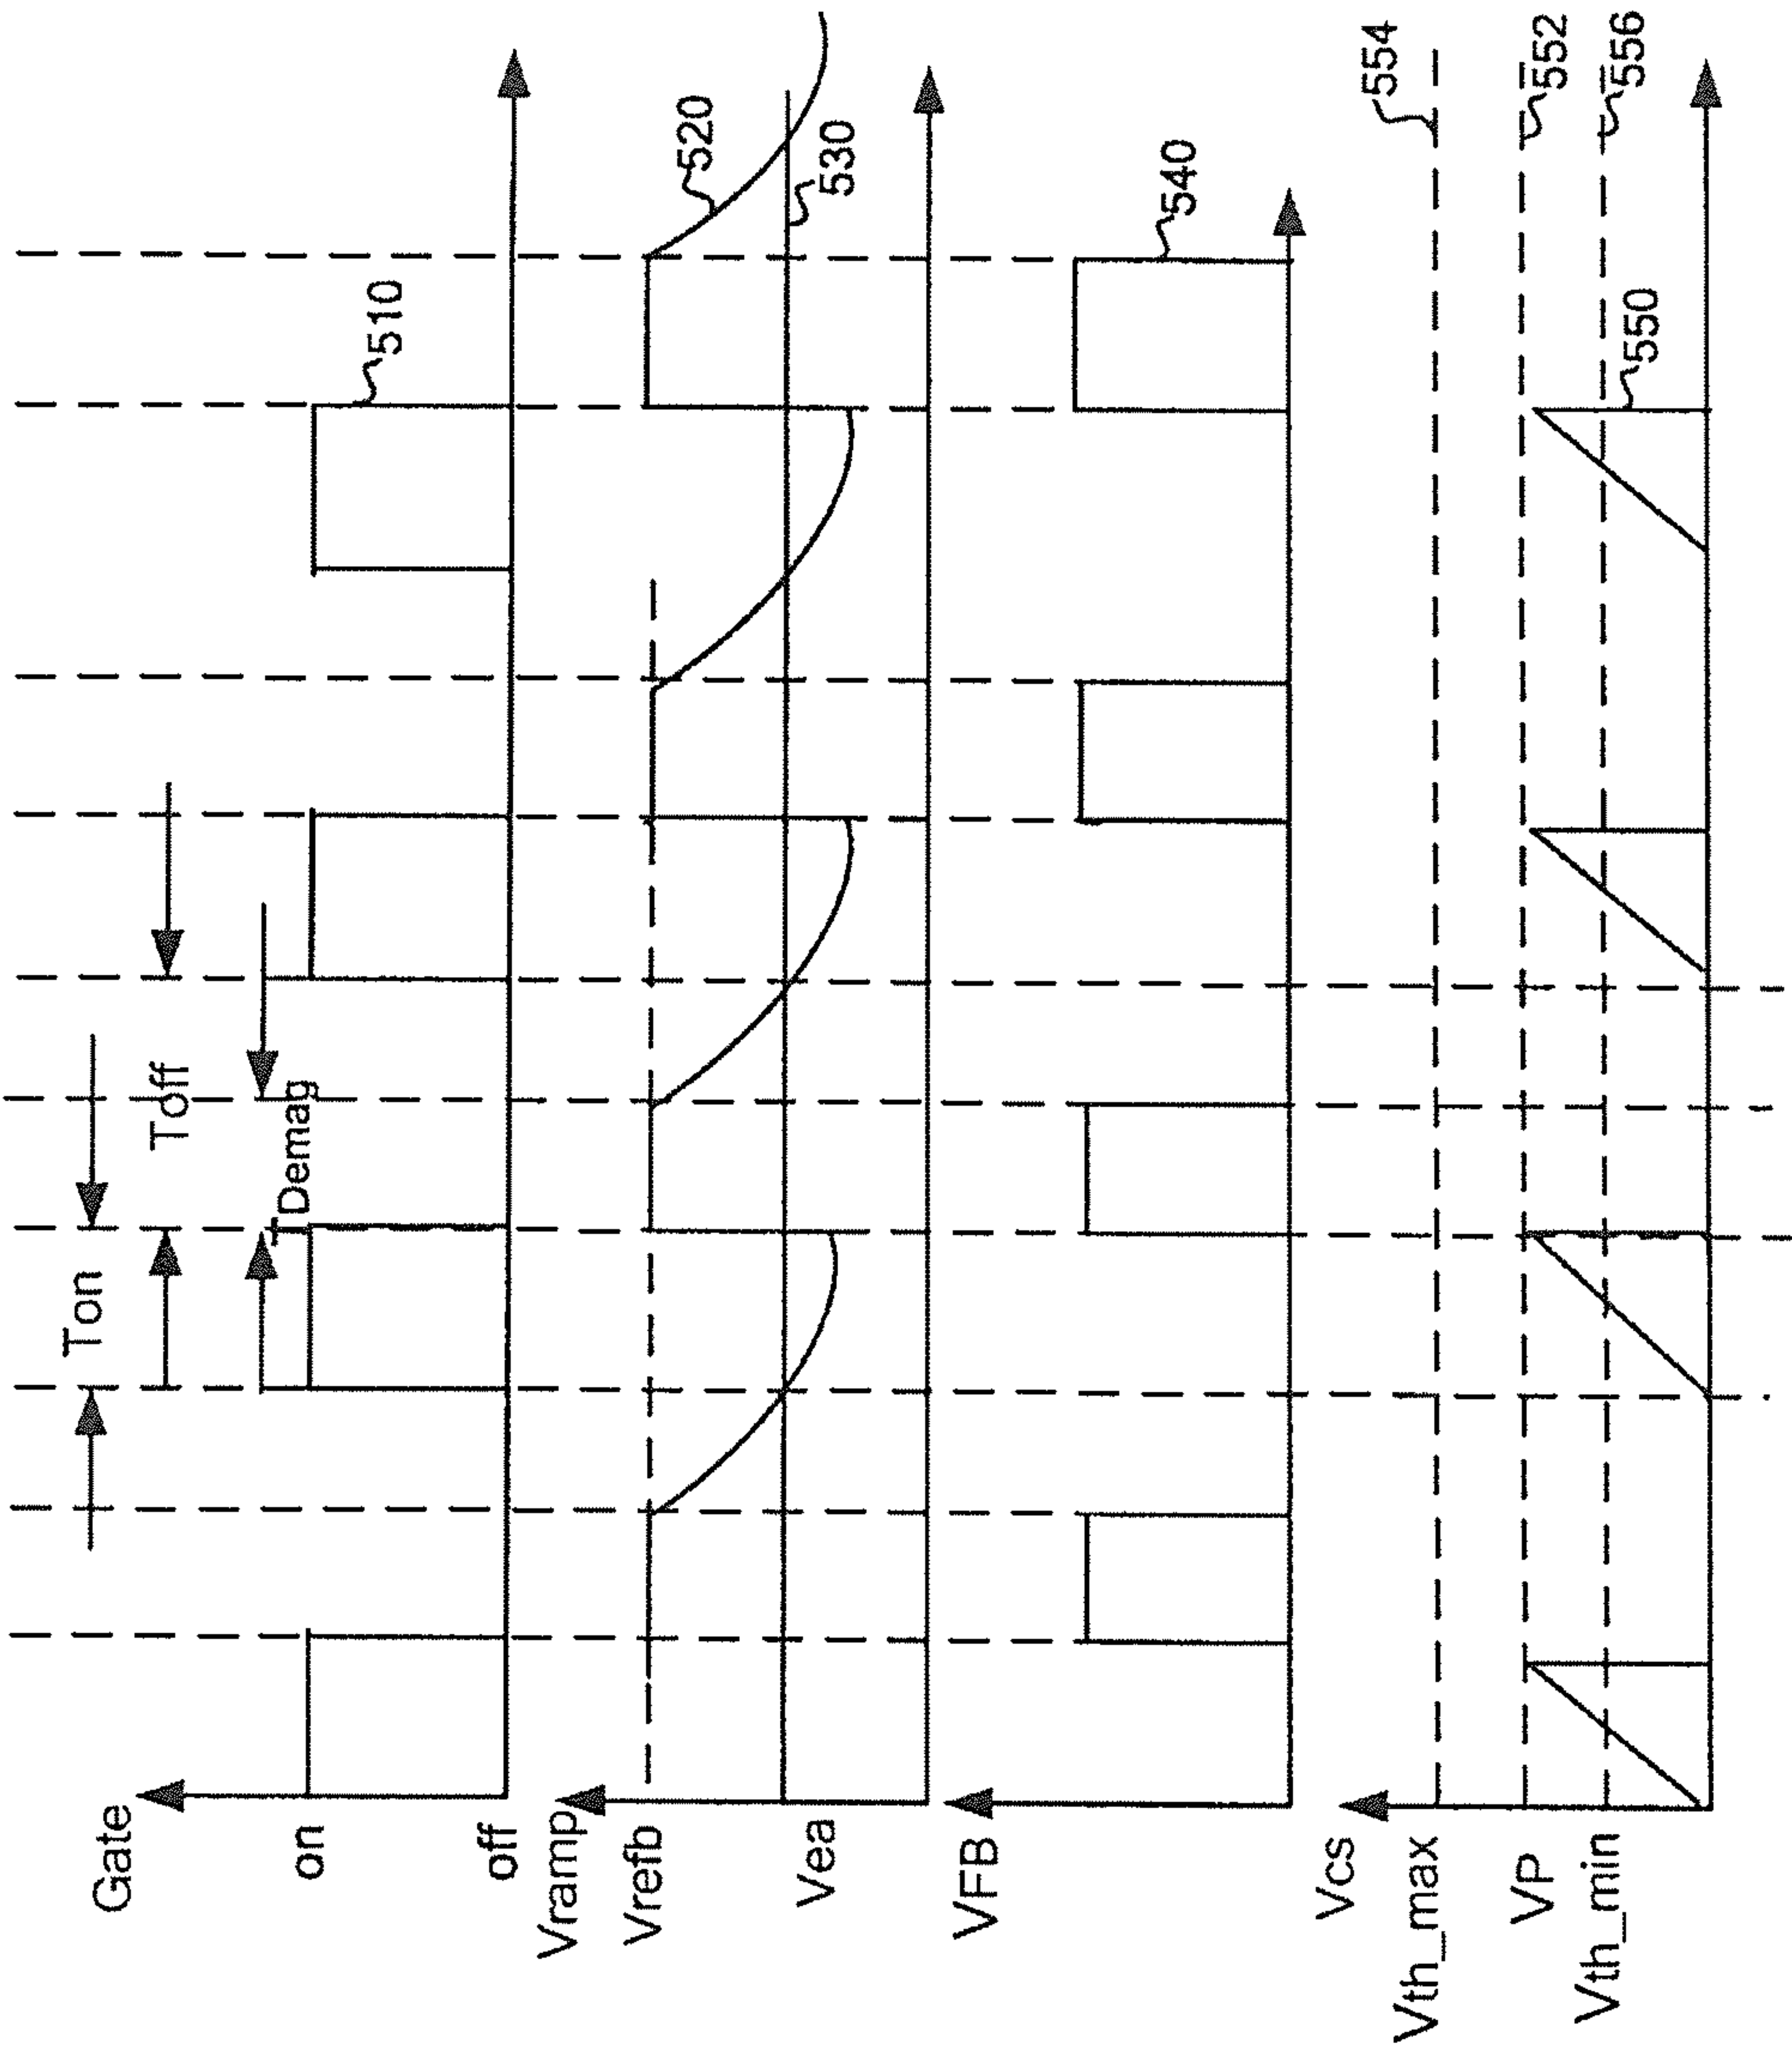 Ton
Toff
TDemag
Gate
on
off
510
Vramp
Vrefb
Vea
520
530
VFB
540
Vcs
Vth_max
VP
Vth_min
554
552
556
550